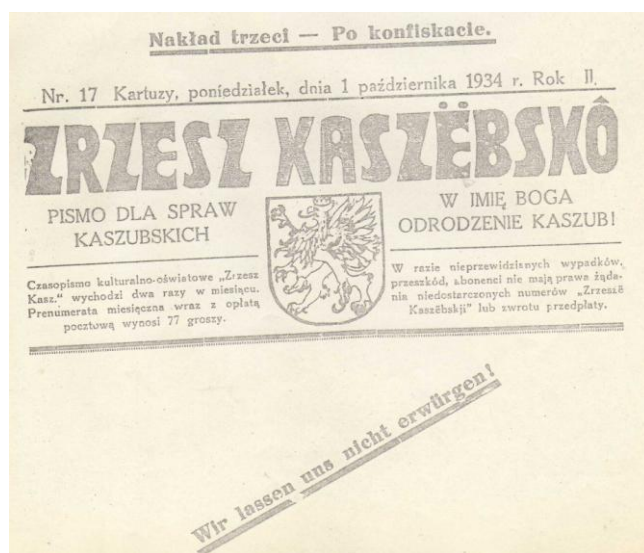 Nakład trzeci — Po konfiskacie.
Nr. 17 Kartuzy, poniedziałek, dnia 1 października 1934 r. Rok II.
ZRZESZ KASZËBSKÔ
PISMO DLA SPRAW
KASZUBSKICH
Czasopismo kulturalno-oświatowe „Zrzesz
Kasz.” wychodzi dwa razy w miesiącu.
Prenumerata miesięczna wraz z opłatą
pocztową wynosi 77 groszy.
W IMIĘ BOGA
ODRODZENIE KASZUB!
W razie nieprzewidzisnych wypadków,
przeszkód, abonenci nie mają prawa żąda-
nia niedostarczonych numerów „Zrzeszë
Kaszëbskji” lub zwrotu przedpłaty.
Wir lassen uns nicht erwürgen!